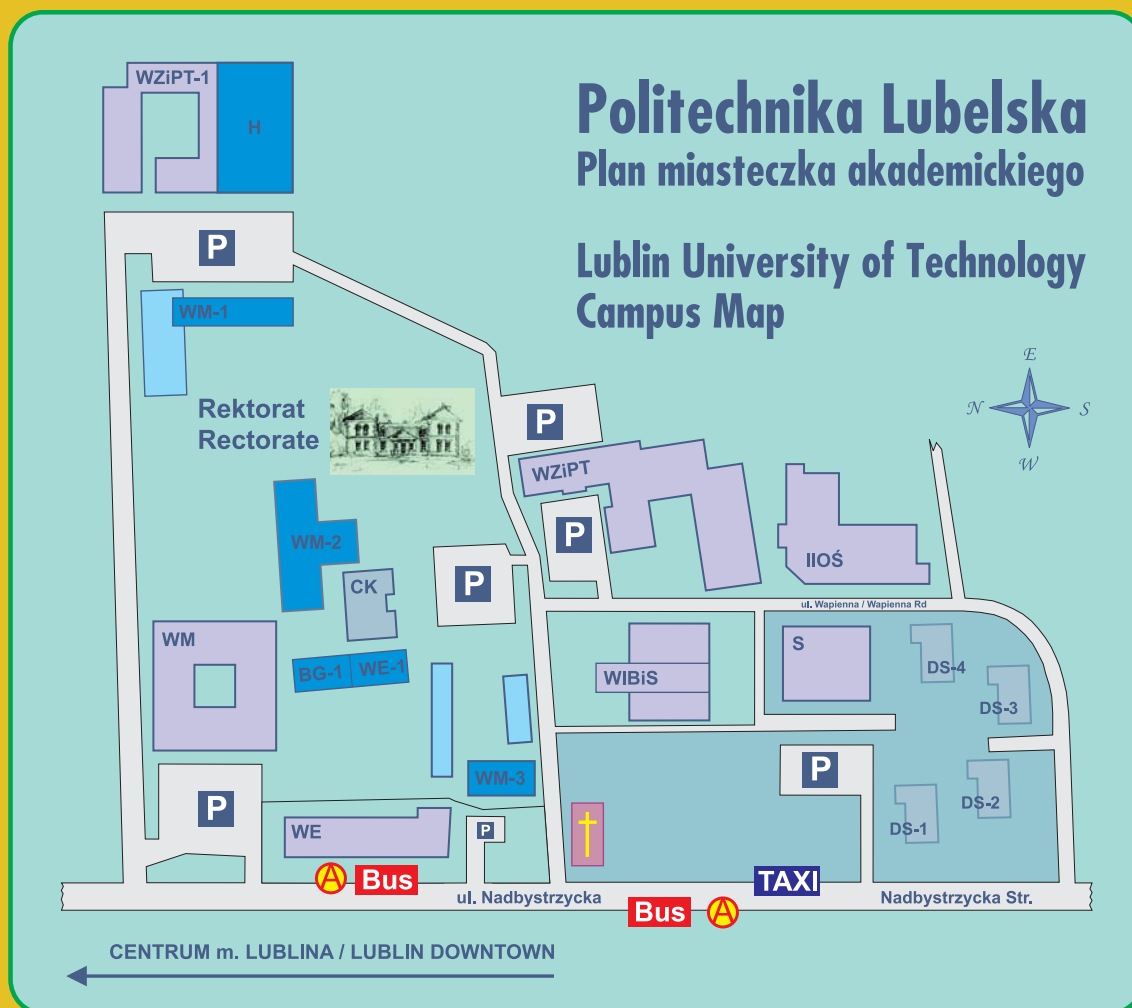 WZiPT-1
H
Politechnika Lubelska
Plan miasteczka akademickiego
Lublin University of Technology
Campus Map
P
WM-1
E
N
S
W
Rektorat
Rectorate
P
WZiPT
P
WM-2
IIOŚ
CK
P
ul. Wapienna / Wapienna Rd
WM
BG-1
WE-1
WIBiS
S
DS-4
DS-3
WM-3
P
P
DS-2
DS-1
WE
P
A
Bus
TAXI
ul. Nadbystrzycka
Nadbystrzycka Str.
Bus
A
CENTRUM m. LUBLINA / LUBLIN DOWNTOWN